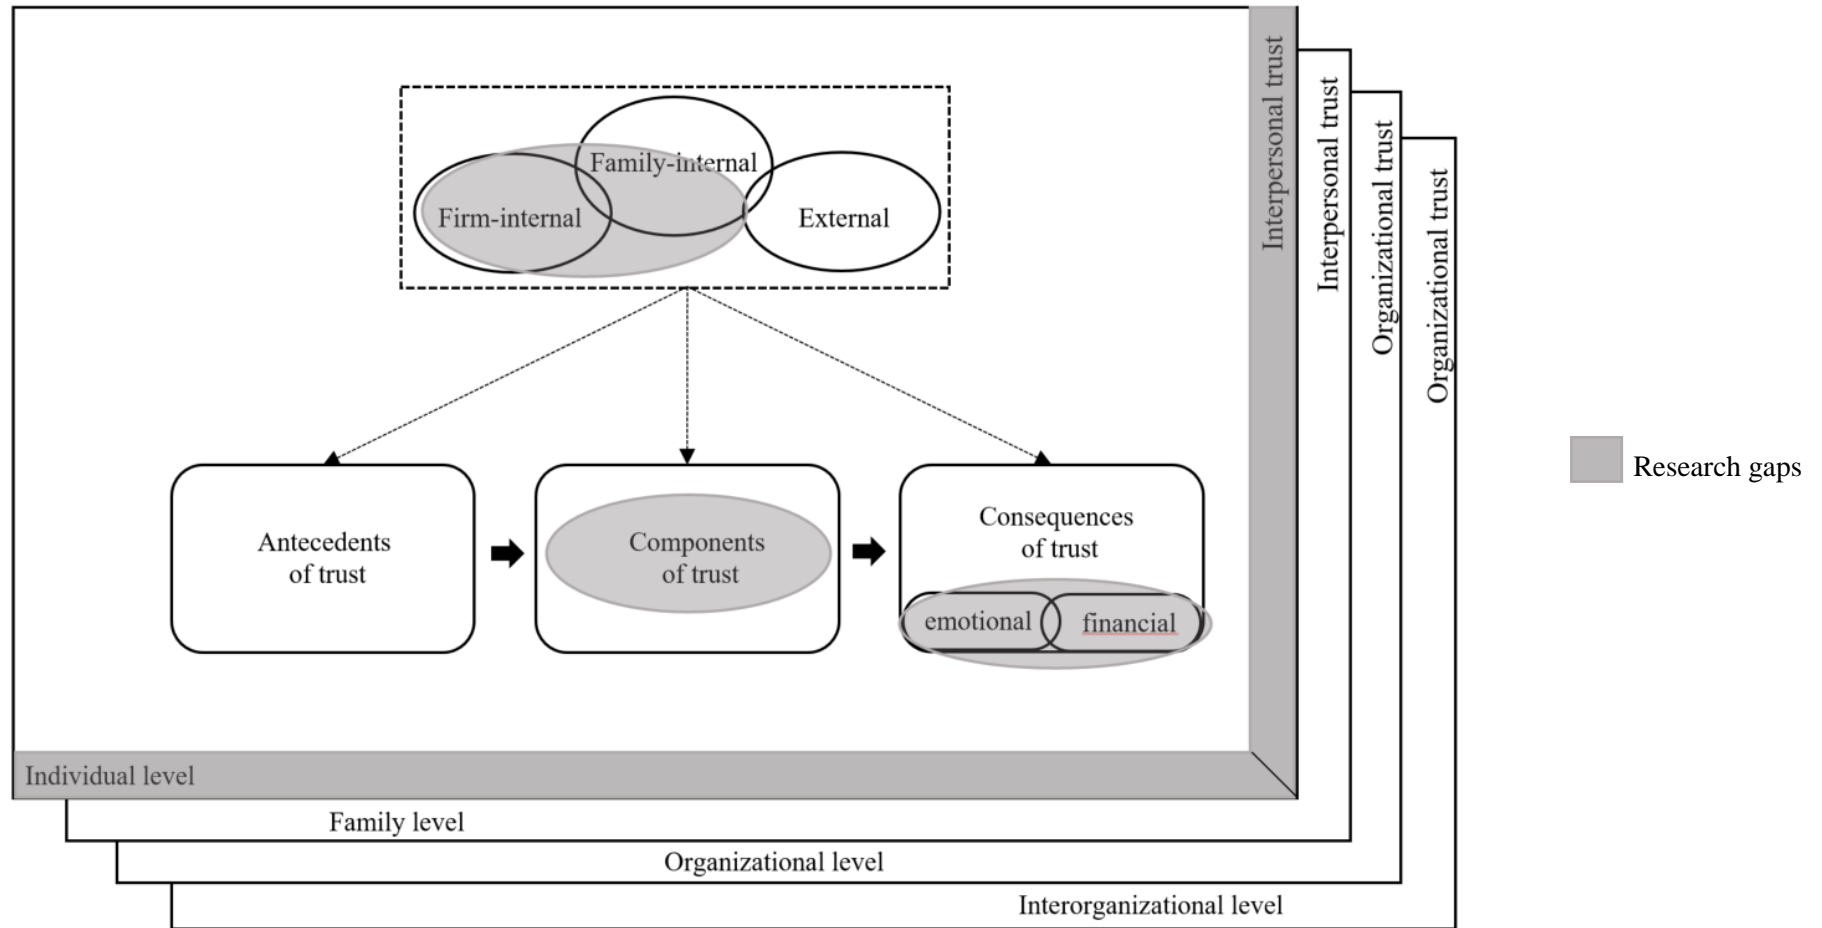 Family-internal
Firm-internal
External
Antecedents
of trust
Components
of trust
Consequences
of trust
emotional
financial
Interpersonal trust
Interpersonal trust
Organizational trust
Organizational trust
Research gaps
Individual level
Family level
Organizational level
Interorganizational level